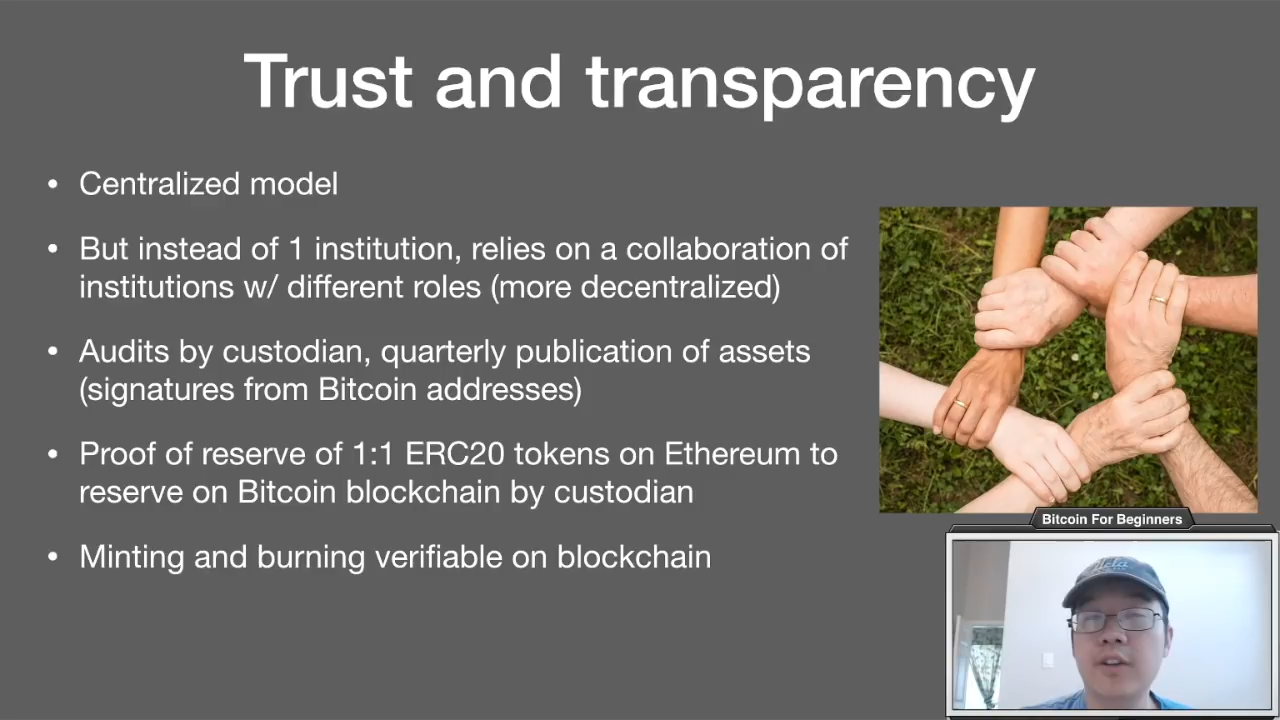 Trust and transparency
• Centralized model
• But instead of 1 institution, relies on a collaboration of
institutions w/ different roles (more decentralized)
• Audits by custodian, quarterly publication of assets
(signatures from Bitcoin addresses)
• Proof of reserve of 1:1 ERC20 tokens on Ethereum to
reserve on Bitcoin blockchain by custodian
• Minting and burning verifiable on blockchain
Bitcoin For Beginners